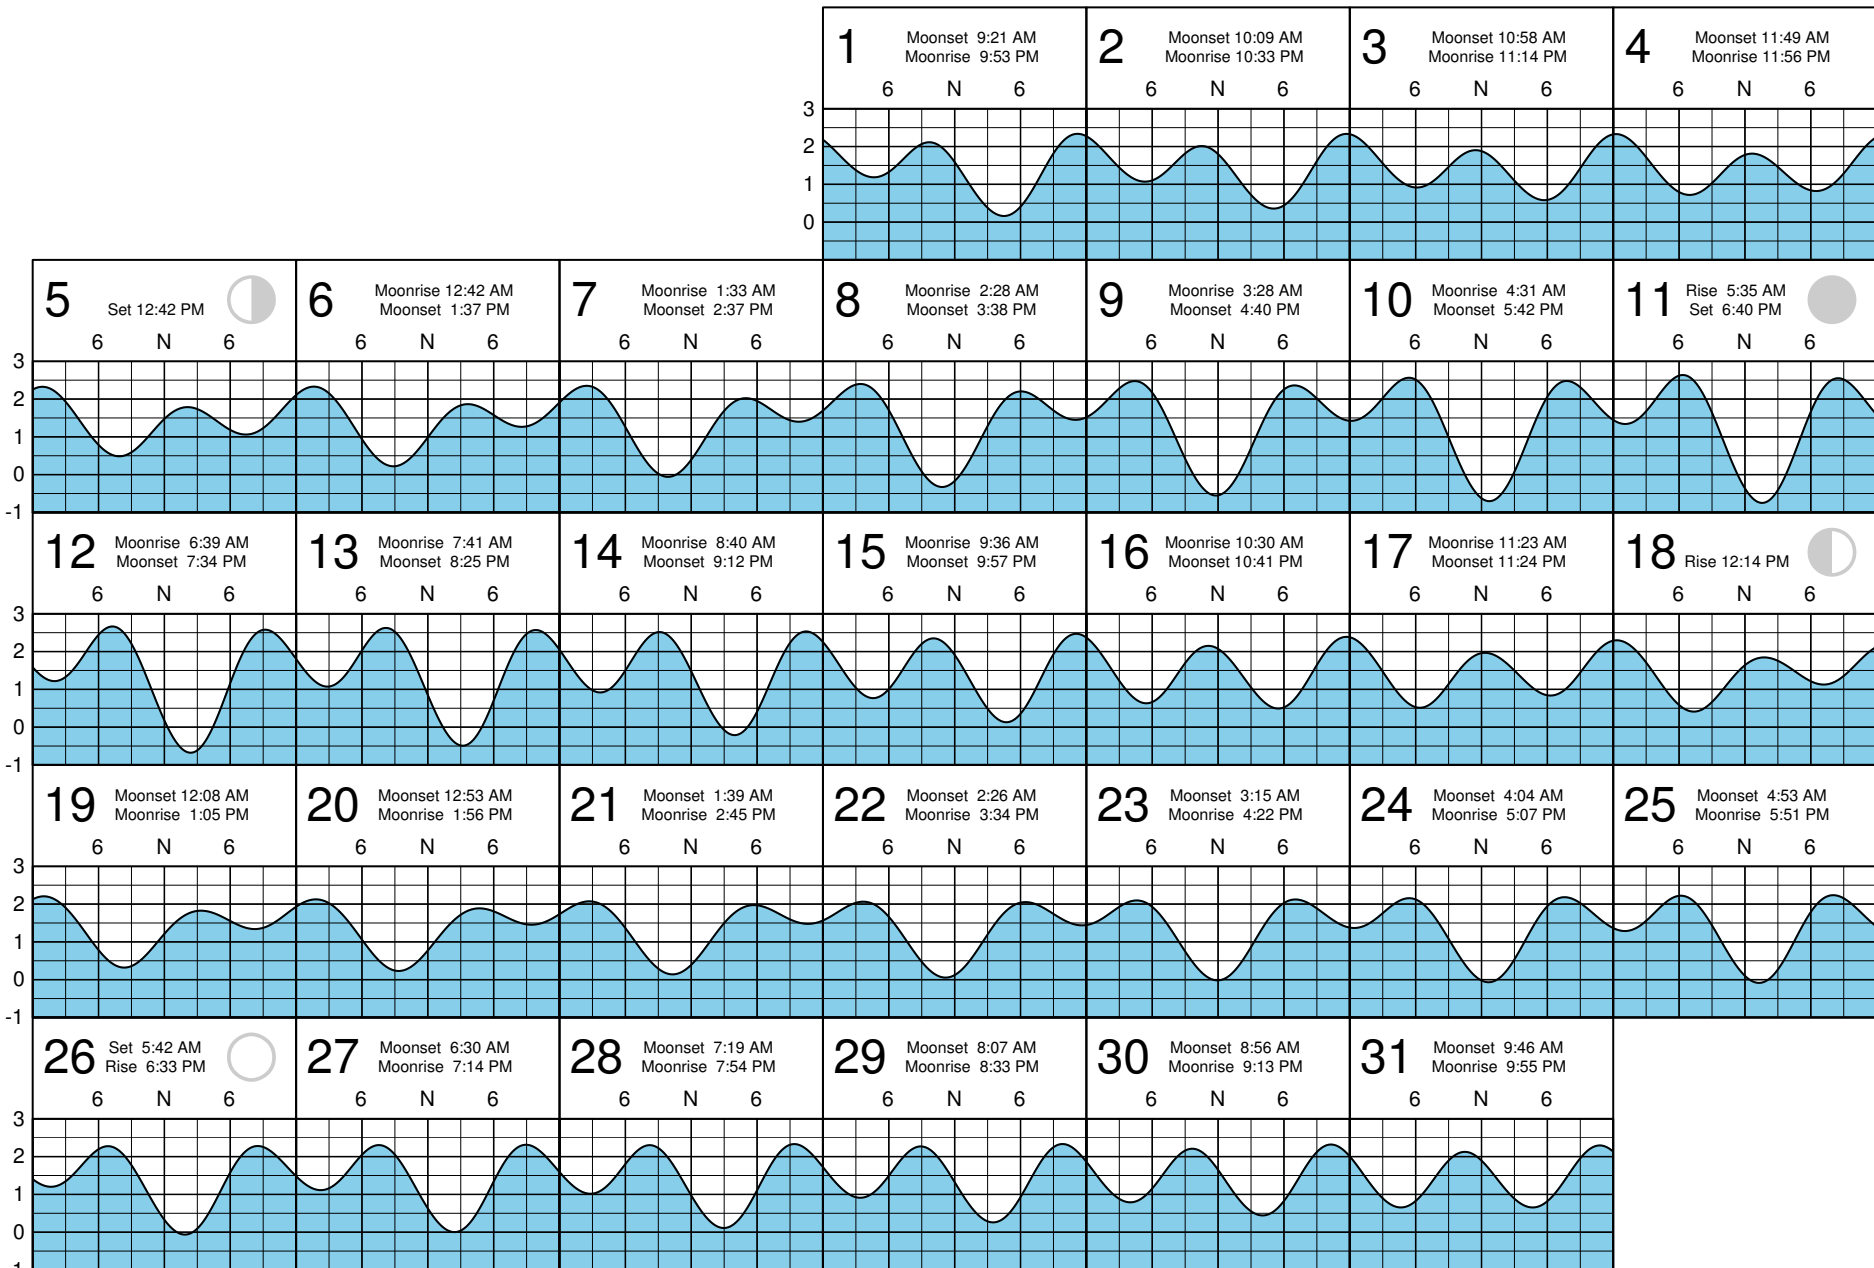 1 Moonset 9:21 AM
Moonrise 9:53 PM
2 Moonset 10:09 AM
Moonrise 10:33 PM
3 Moonset 10:58 AM
Moonrise 11:14 PM
4 Moonset 11:49 AM
Moonrise 11:56 PM
6 N 6 6 N 6 6 N 6 6 N 6
3
2
1
0
5 Set 12:42 PM
6 Moonrise 12:42 AM
Moonset 1:37 PM
7 Moonrise 1:33 AM
Moonset 2:37 PM
8 Moonrise 2:28 AM
Moonset 3:38 PM
9 Moonrise 3:28 AM
Moonset 4:40 PM
10 Moonrise 4:31 AM
Moonset 5:42 PM
11 Rise 5:35 AM
Set 6:40 PM
6 N 6 6 N 6 6 N 6 6 N 6 6 N 6 6 N 6 6 N 6
3
2
1
0
-1
12 Moonrise 6:39 AM
Moonset 7:34 PM
13 Moonrise 7:41 AM
Moonset 8:25 PM
14 Moonrise 8:40 AM
Moonset 9:12 PM
15 Moonrise 9:36 AM
Moonset 9:57 PM
16 Moonrise 10:30 AM
Moonset 10:41 PM
17 Moonrise 11:23 AM
Moonset 11:24 PM
18 Rise 12:14 PM
6 N 6 6 N 6 6 N 6 6 N 6 6 N 6 6 N 6 6 N 6
3
2
1
0
-1
19 Moonset 12:08 AM
Moonrise 1:05 PM
20 Moonset 12:53 AM
Moonrise 1:56 PM
21 Moonset 1:39 AM
Moonrise 2:45 PM
22 Moonset 2:26 AM
Moonrise 3:34 PM
23 Moonset 3:15 AM
Moonrise 4:22 PM
24 Moonset 4:04 AM
Moonrise 5:07 PM
25 Moonset 4:53 AM
Moonrise 5:51 PM
6 N 6 6 N 6 6 N 6 6 N 6 6 N 6 6 N 6 6 N 6
3
2
1
0
-1
26 Set 5:42 AM
Rise 6:33 PM
27 Moonset 6:30 AM
Moonrise 7:14 PM
28 Moonset 7:19 AM
Moonrise 7:54 PM
29 Moonset 8:07 AM
Moonrise 8:33 PM
30 Moonset 8:56 AM
Moonrise 9:13 PM
31 Moonset 9:46 AM
Moonrise 9:55 PM
6 N 6 6 N 6 6 N 6 6 N 6 6 N 6 6 N 6
3
2
1
0
-1